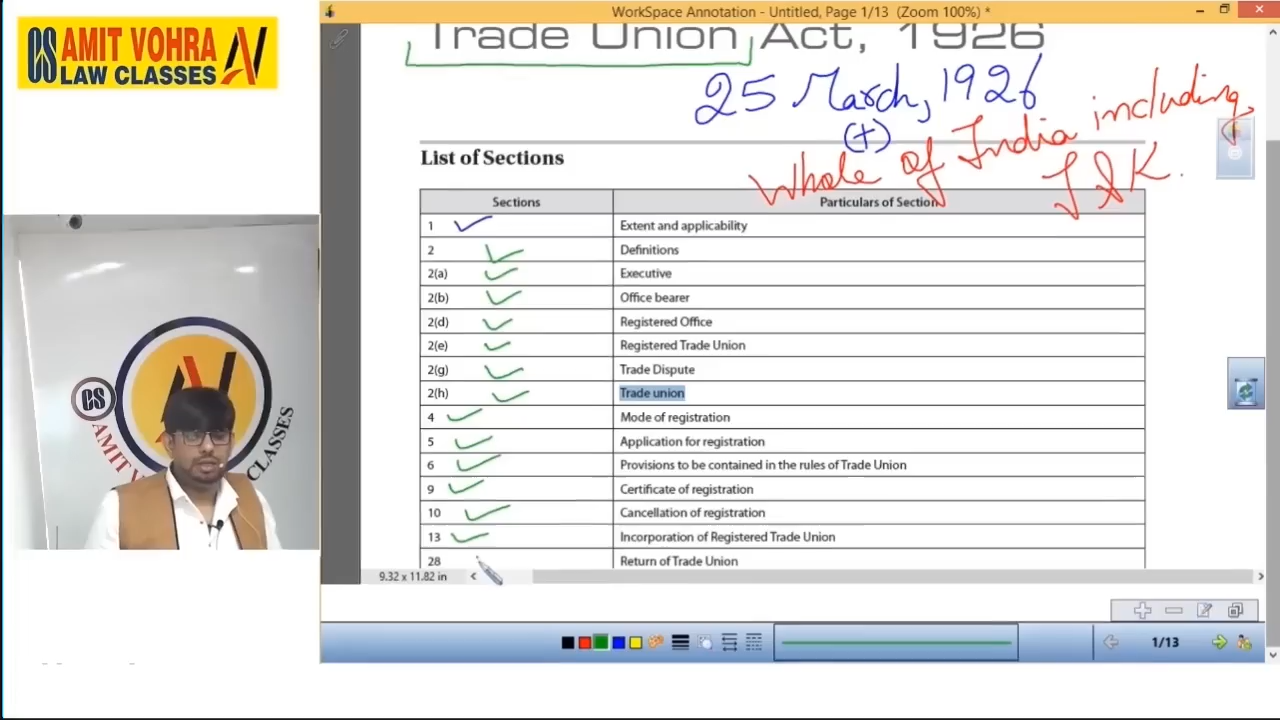 WorkSpace Annotation - Untitled, Page 1/13 (Zoom 100%) *
CS AMIT VOHRA
LAW CLASSES AV
Trade Union Act, 1926
25 March, 1926
(+)
Whole of India including
J & K.
List of Sections
Sections Particulars of Section
1 Extent and applicability
2 Definitions
2(a) Executive
2(b) Office bearer
2(d) Registered Office
2(e) Registered Trade Union
2(g) Trade Dispute
2(h) Trade union
4 Mode of registration
5 Application for registration
6 Provisions to be contained in the rules of Trade Union
9 Certificate of registration
10 Cancellation of registration
13 Incorporation of Registered Trade Union
28 Return of Trade Union
CS
AMIT
CLASSES
9.32 x 11.82 in
1/13